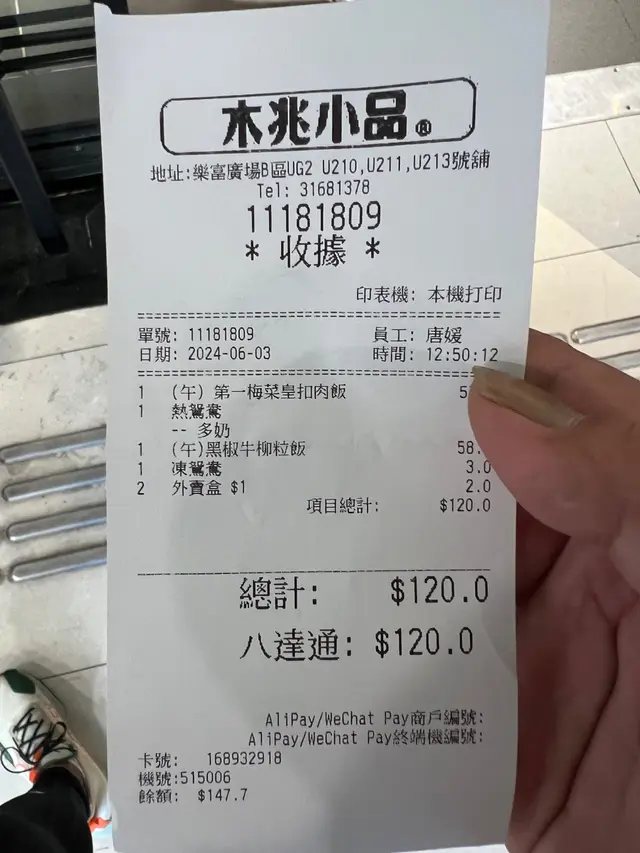 木兆小品®
地址:樂富廣場B區UG2 U210,U211,U213號舖
Tel: 31681378
11181809
* 收據 *
印表機: 本機打印
單號: 11181809 員工: 唐媛
日期: 2024-06-03 時間: 12:50:12
1 (午) 第一梅菜皇扣肉飯
1 熱鴛鴦
-- 多奶
1 (午)黑椒牛柳粒飯 58.
1 凍鴛鴦 3.0
2 外賣盒 $1 2.0
項目總計: $120.0
總計: $120.0
八達通: $120.0
AliPay/WeChat Pay商戶編號:
AliPay/WeChat Pay終端機編號:
卡號: 168932918
機號:515006
餘額: $147.7